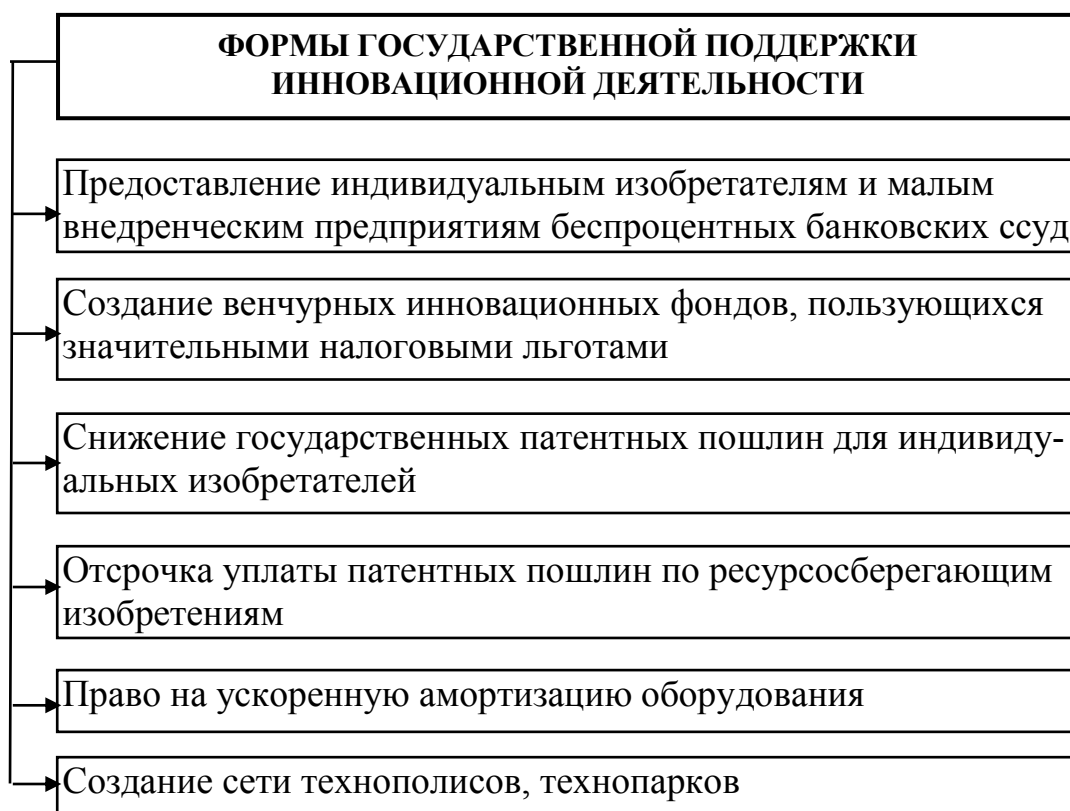 ФОРМЫ ГОСУДАРСТВЕННОЙ ПОДДЕРЖКИ
ИННОВАЦИОННОЙ ДЕЯТЕЛЬНОСТИ
Предоставление индивидуальным изобретателям и малым
внедренческим предприятиям беспроцентных банковских ссуд
Создание венчурных инновационных фондов, пользующихся
значительными налоговыми льготами
Снижение государственных патентных пошлин для индивиду-
альных изобретателей
Отсрочка уплаты патентных пошлин по ресурсосберегающим
изобретениям
Право на ускоренную амортизацию оборудования
Создание сети технополисов, технопарков